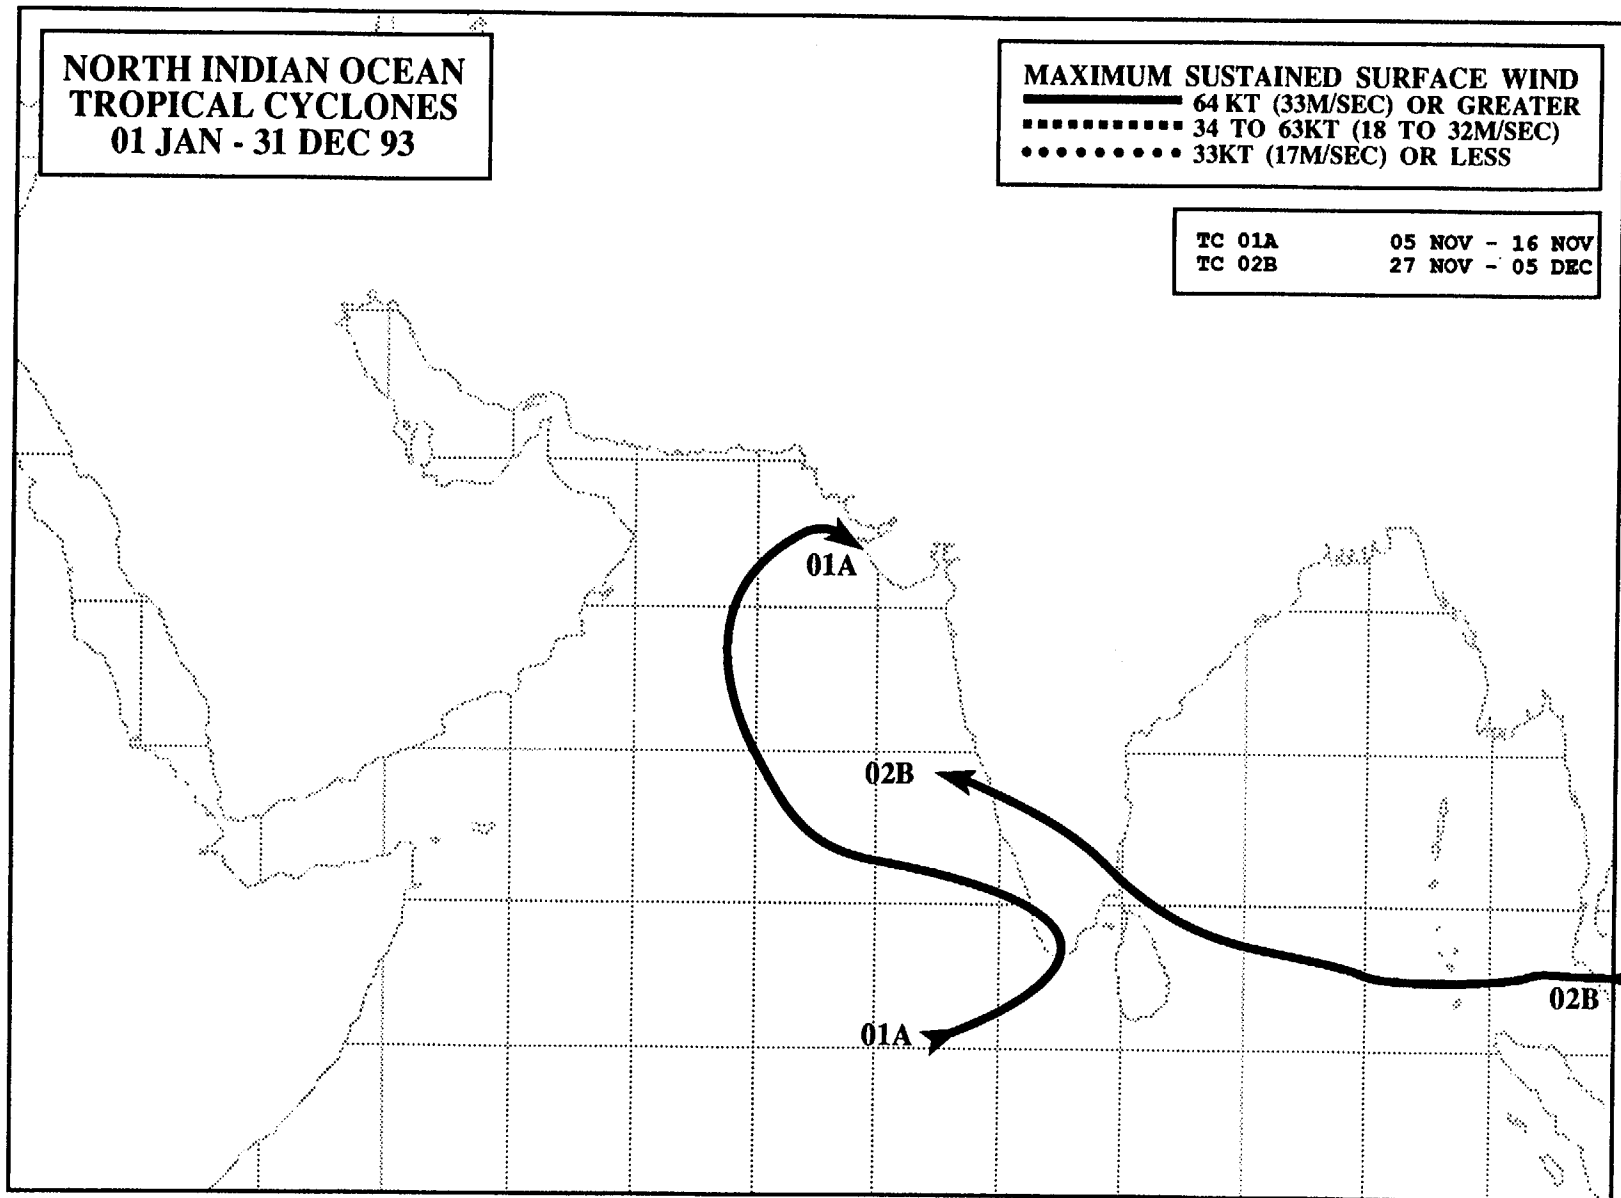 NORTH INDIAN OCEAN
TROPICAL CYCLONES
01 JAN - 31 DEC 93
MAXIMUM SUSTAINED SURFACE WIND
64 KT (33M/SEC) OR GREATER
34 TO 63KT (18 TO 32M/SEC)
33KT (17M/SEC) OR LESS
TC 01A 05 NOV - 16 NOV
TC 02B 27 NOV - 05 DEC
01A
02B
02B
01A